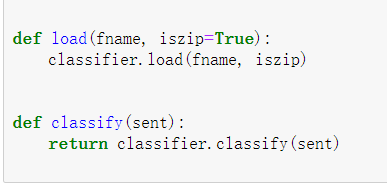 def load(fname, iszip=True):
    classifier.load(fname, iszip)
def classify(sent):
    return classifier.classify(sent)